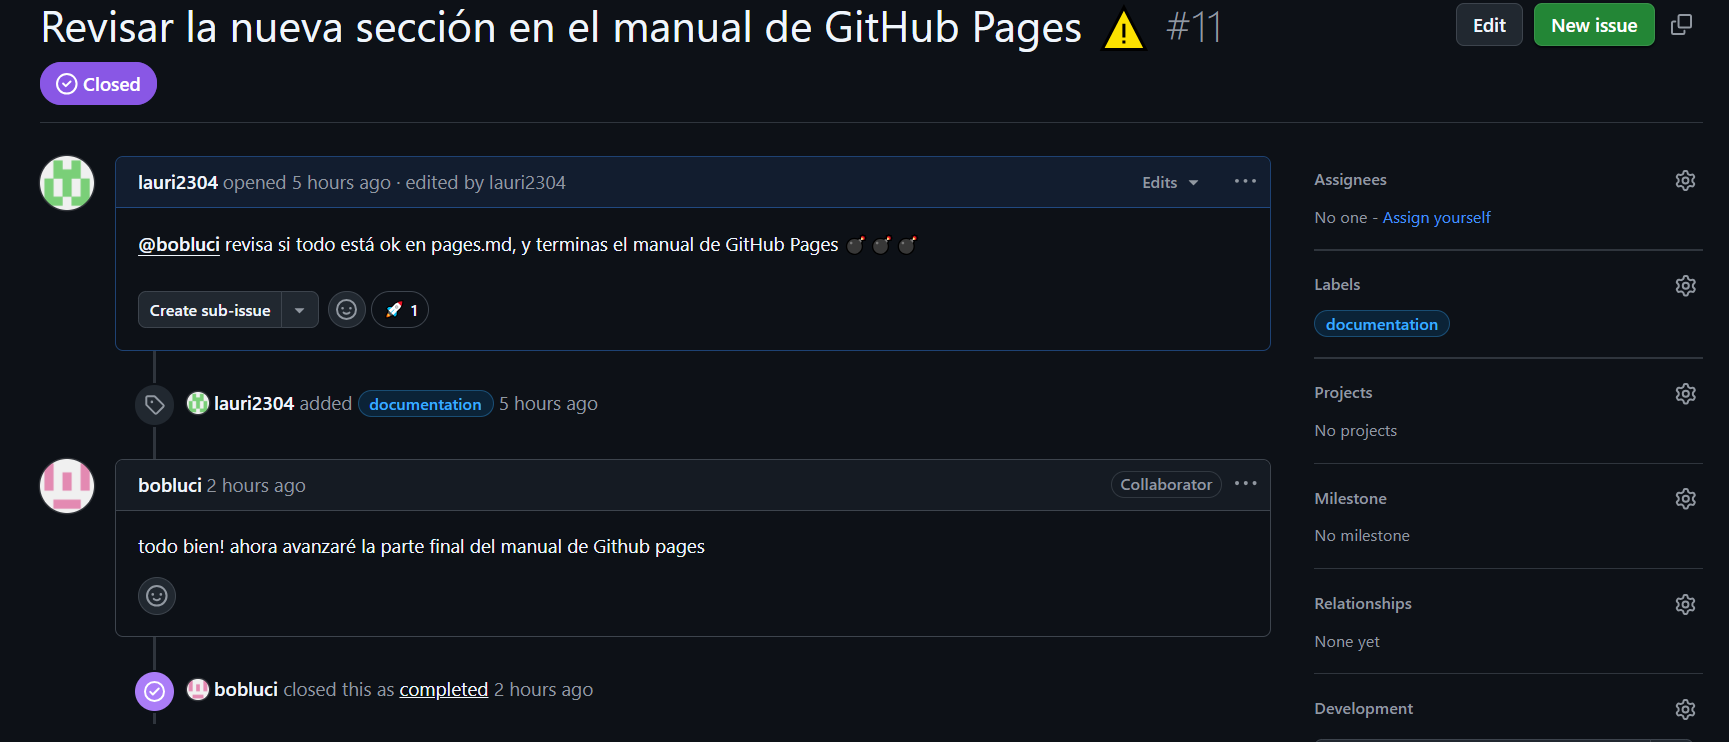 Revisar la nueva sección en el manual de GitHub Pages ⚠️ #11
Edit
New issue
Closed
lauri2304 opened 5 hours ago · edited by lauri2304
Edits
@bobluci revisa si todo está ok en pages.md, y terminas el manual de GitHub Pages 💣 💣 💣
Create sub-issue
🚀 1
lauri2304 added documentation 5 hours ago
bobluci 2 hours ago
Collaborator
todo bien! ahora avanzaré la parte final del manual de Github pages
bobluci closed this as completed 2 hours ago
Assignees
No one - Assign yourself
Labels
documentation
Projects
No projects
Milestone
No milestone
Relationships
None yet
Development